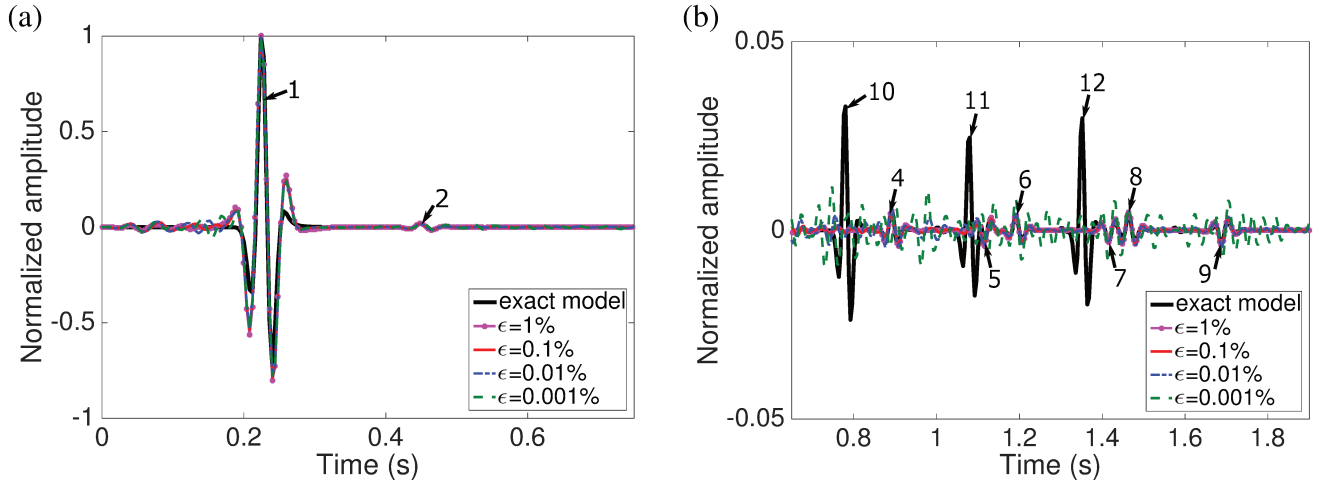 (a)
1
0.5
0
-0.5
-1
0
0.2
0.4
0.6
Normalized amplitude
Time (s)
1
2
exact model
ϵ=1%
ϵ=0.1%
ϵ=0.01%
ϵ=0.001%
(b)
0.05
0
-0.05
0.8
1
1.2
1.4
1.6
1.8
Normalized amplitude
Time (s)
10
11
12
4
6
8
5
7
9
exact model
ϵ=1%
ϵ=0.1%
ϵ=0.01%
ϵ=0.001%